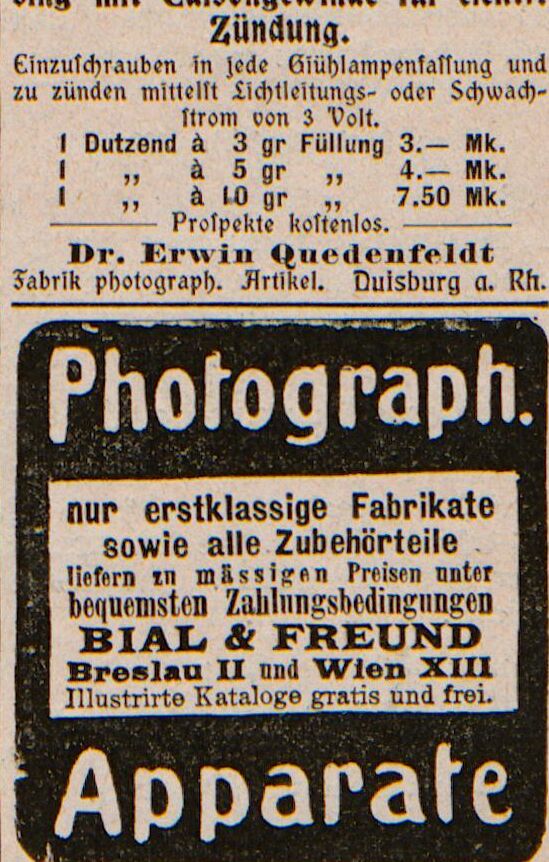 Zündung.
Einzuschrauben in jede Glühlampenfassung und
zu zünden mittelst Lichtleitungs- oder Schwach-
strom von 3 Volt.
1 Dutzend à 3 gr Füllung 3.— Mk.
1 „ à 5 gr „ 4.— Mk.
1 „ à 10 gr „ 7.50 Mk.
Prospekte kostenlos.
Dr. Erwin Quedenfeldt
Fabrik photograph. Artikel. Duisburg a. Rh.
Photograph.
nur erstklassige Fabrikate
sowie alle Zubehörteile
liefern zu mässigen Preisen unter
bequemsten Zahlungsbedingungen
BIAL & FREUND
Breslau II und Wien XIII
Illustrirte Kataloge gratis und frei.
Apparate